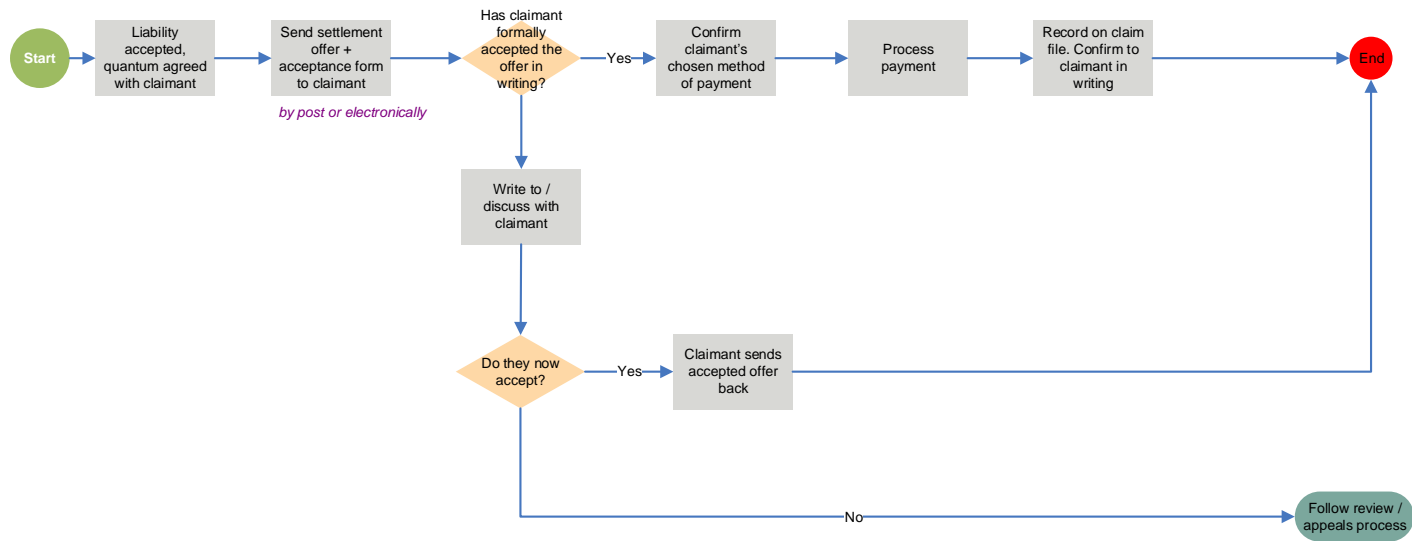 Start
Liability
accepted,
quantum agreed
with claimant
Send settlement
offer +
acceptance form
to claimant
by post or electronically
Has claimant
formally
accepted the
offer in
writing?
Yes
Confirm
claimant’s
chosen method
of payment
Process
payment
Record on claim
file. Confirm to
claimant in
writing
End
Write to /
discuss with
claimant
Do they now
accept?
Yes
Claimant sends
accepted offer
back
No
Follow review /
appeals process